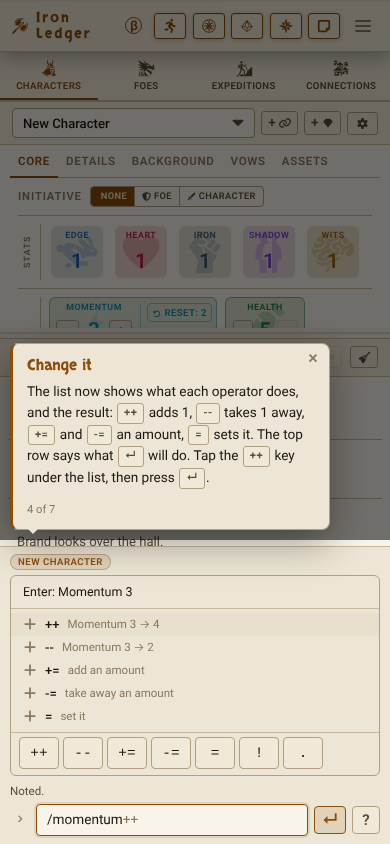 Iron
Ledger
β
CHARACTERS
FOES
EXPEDITIONS
CONNECTIONS
New Character
+
+
CORE
DETAILS
BACKGROUND
VOWS
ASSETS
INITIATIVE
NONE
FOE
CHARACTER
STATS
EDGE
1
HEART
1
IRON
1
SHADOW
1
WITS
1
MOMENTUM
RESET: 2
HEALTH
Change it
×
The list now shows what each operator does,
and the result: ++ adds 1, -- takes 1 away,
+= and -= an amount, = sets it. The top
row says what ↵ will do. Tap the ++ key
under the list, then press ↵.
4 of 7
Brand looks over the hall.
NEW CHARACTER
Enter: Momentum 3
++ Momentum 3 → 4
-- Momentum 3 → 2
+= add an amount
-= take away an amount
= set it
++
--
+=
-=
=
!
.
Noted.
› /momentum++
↵
?